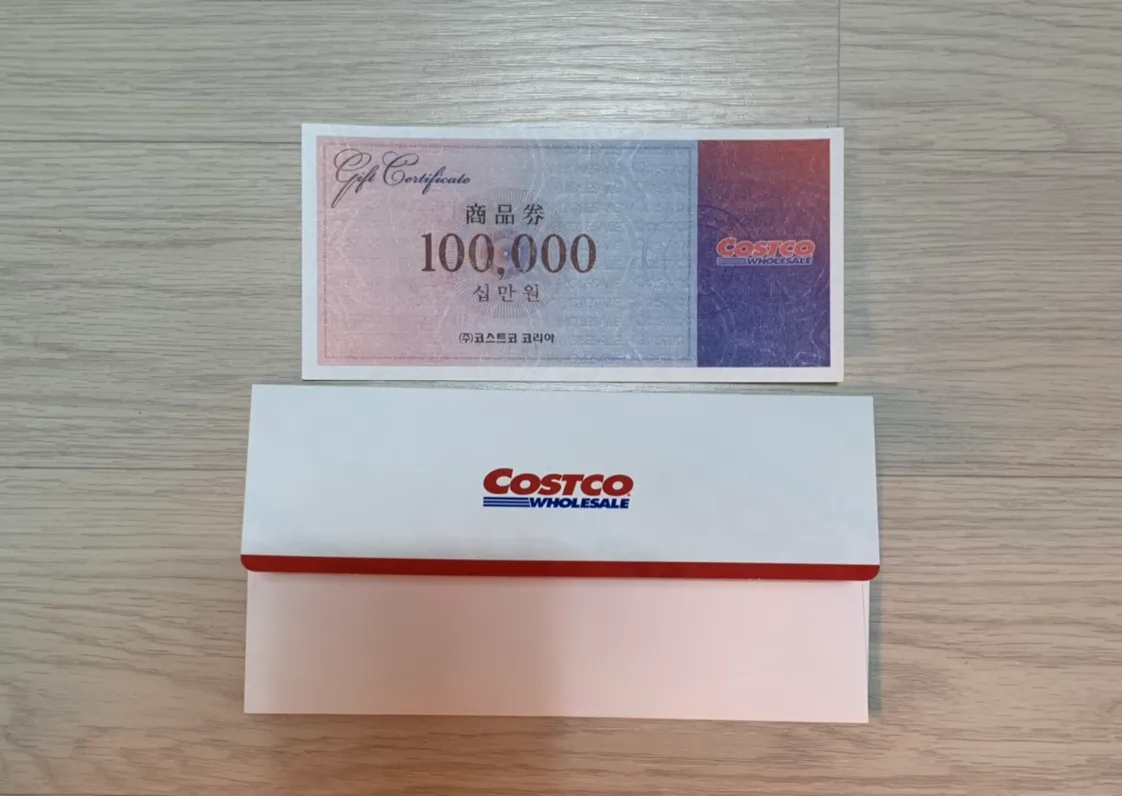 Gift Certificate
商品券
100,000
십만원
(주)코스트코 코리아
COSTCO
WHOLESALE
COSTCO
WHOLESALE